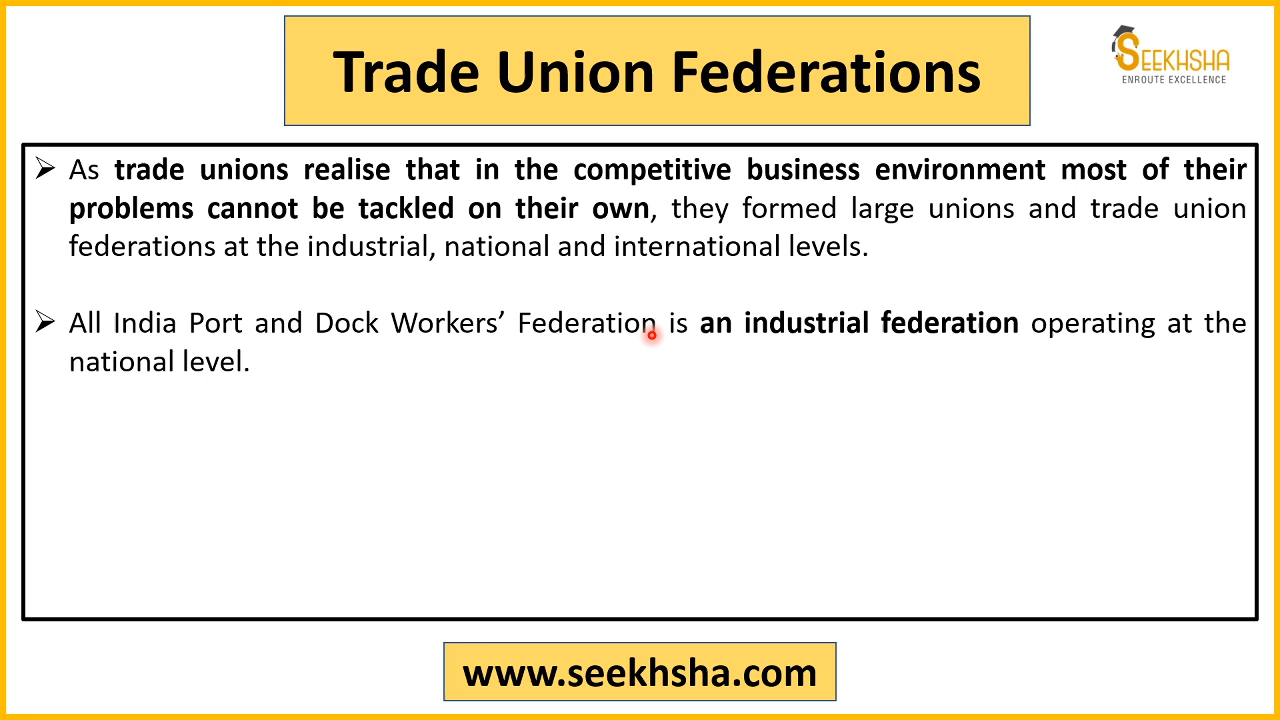 Trade Union Federations
SEEKHSHA
ENROUTE EXCELLENCE
➢ As trade unions realise that in the competitive business environment most of their
problems cannot be tackled on their own, they formed large unions and trade union
federations at the industrial, national and international levels.
➢ All India Port and Dock Workers’ Federation is an industrial federation operating at the
national level.
www.seekhsha.com